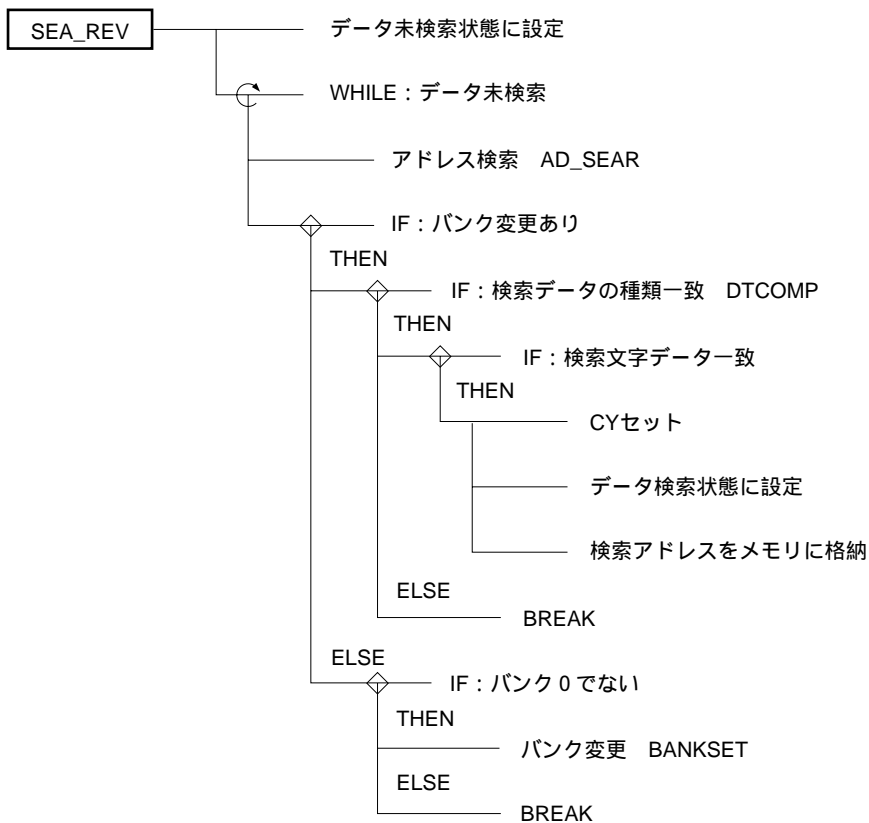 SEA_REV
データ未検索状態に設定
WHILE:データ未検索
アドレス検索 AD_SEAR
IF:バンク変更あり
THEN
IF:検索データの種類一致 DTCOMP
THEN
IF:検索文字データ一致
THEN
CYセット
データ検索状態に設定
検索アドレスをメモリに格納
ELSE
BREAK
ELSE
IF:バンク0でない
THEN
バンク変更 BANKSET
ELSE
BREAK